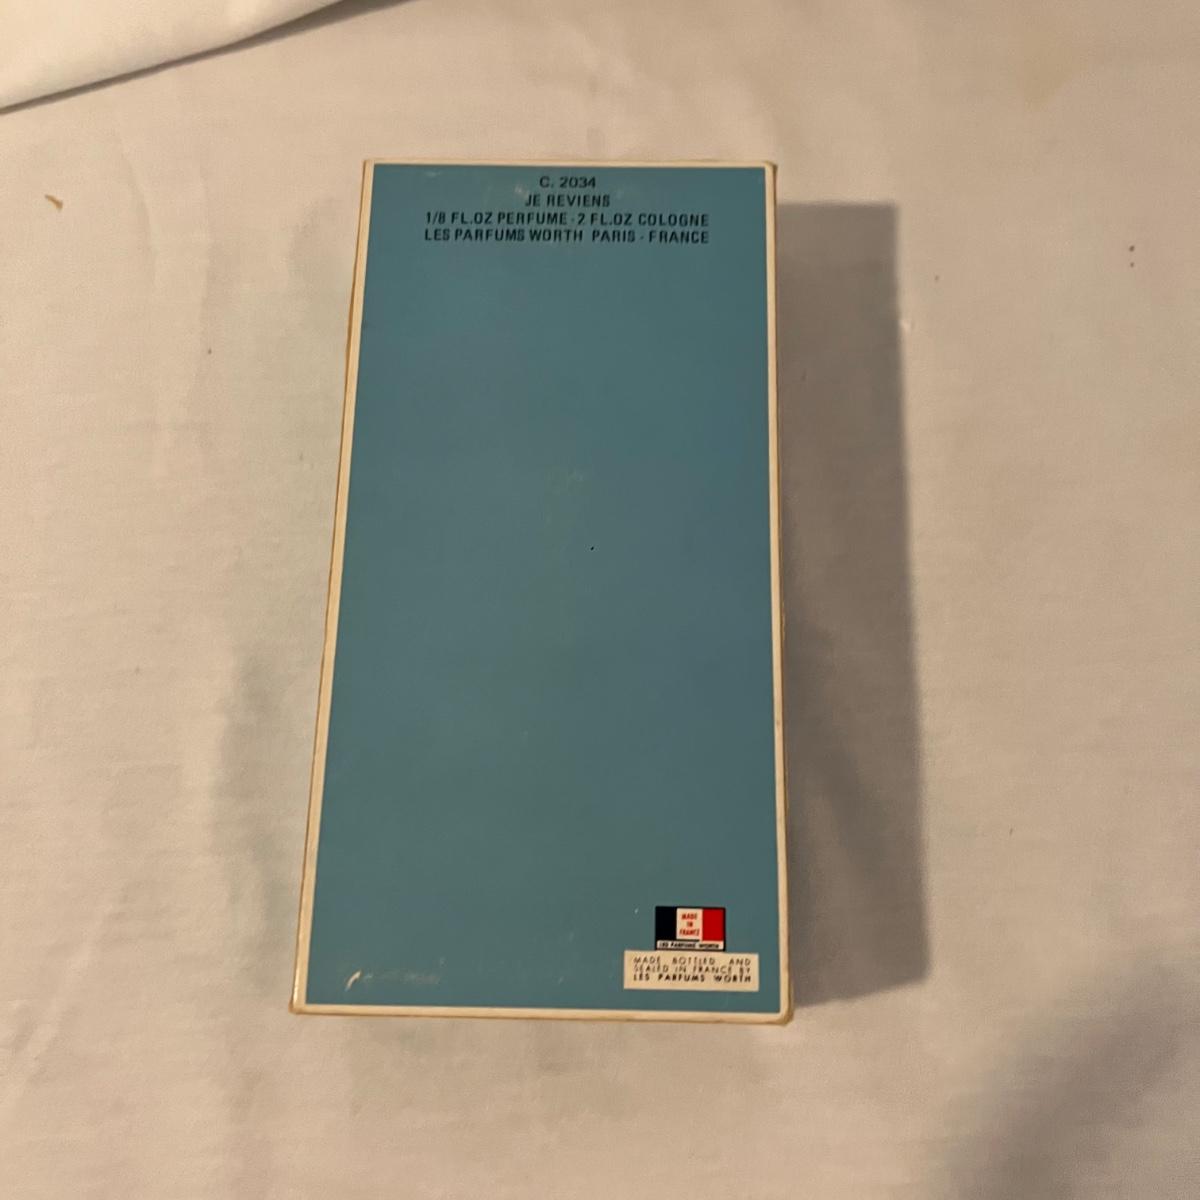 C. 2034
JE REVIENS
1/8 FL.OZ PERFUME - 2 FL.OZ COLOGNE
LES PARFUMS WORTH PARIS - FRANCE
MADE
IN
FRANCE
LES PARFUMS WORTH
MADE BOTTLED AND
SEALED IN FRANCE BY
LES PARFUMS WORTH